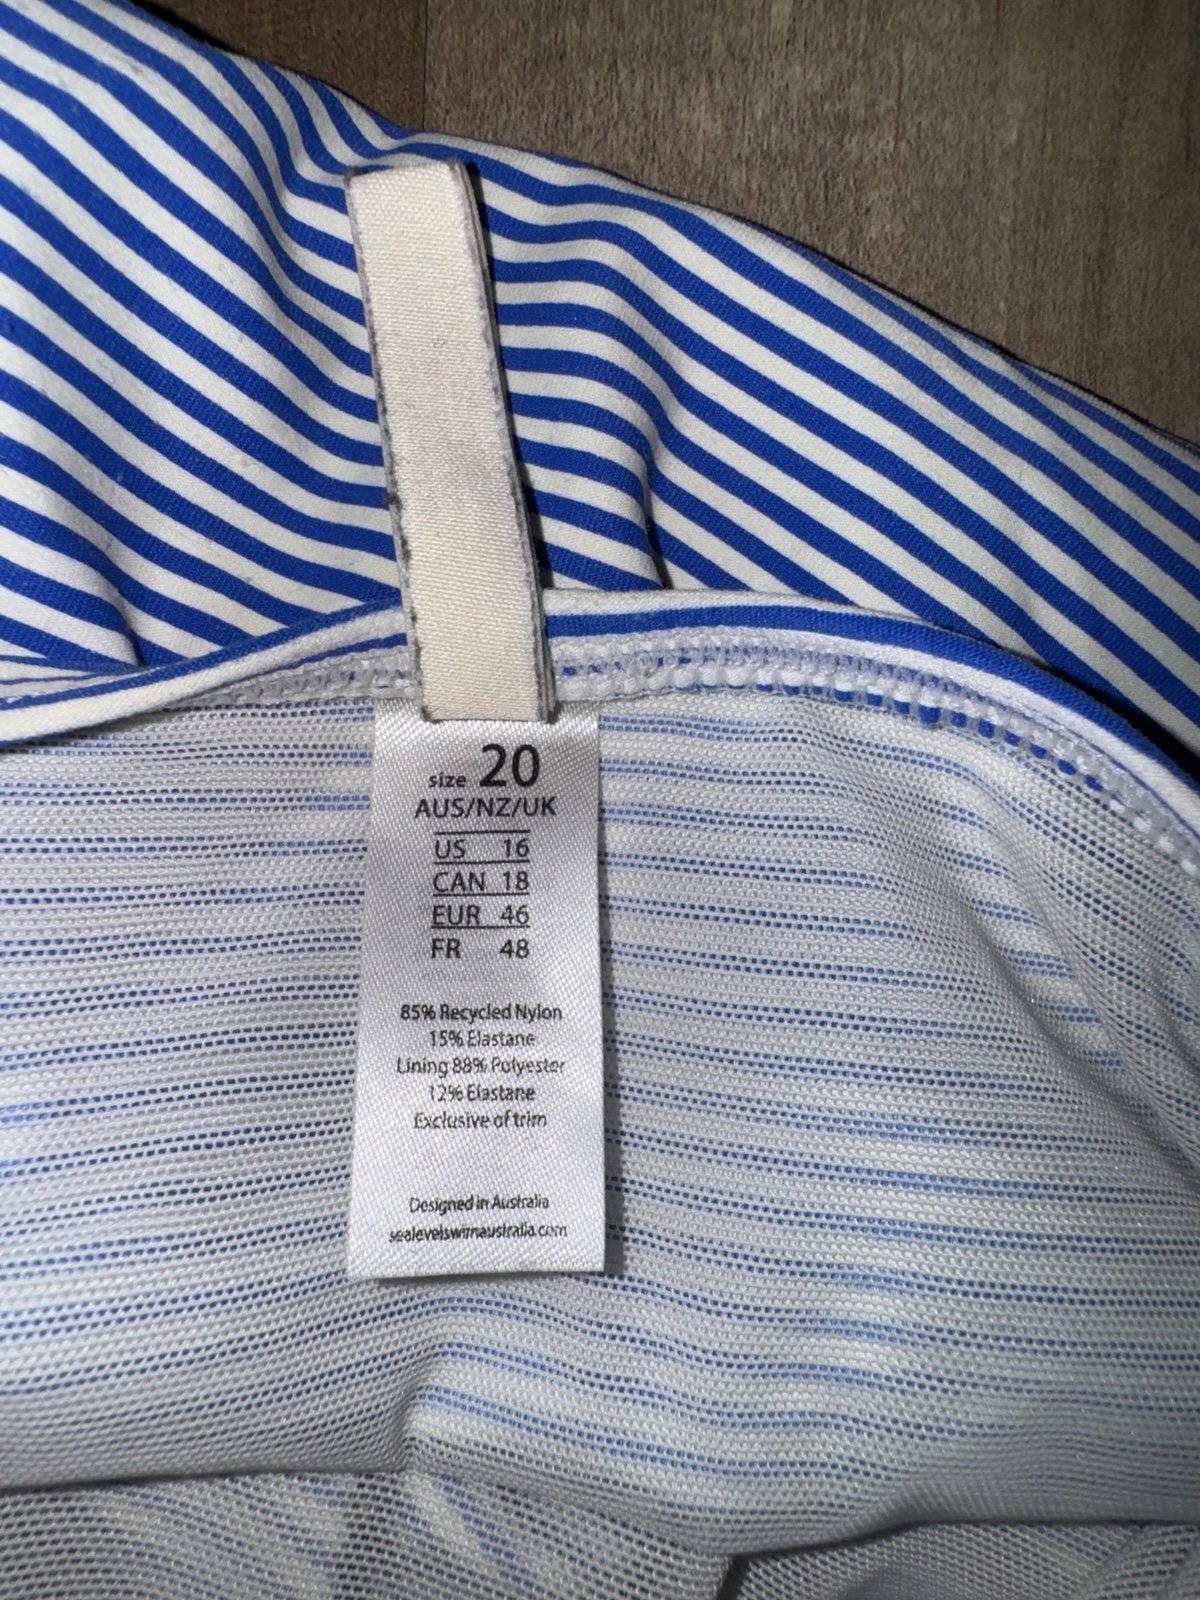 size 20
AUS/NZ/UK
US 16
CAN 18
EUR 46
FR 48
85% Recycled Nylon
15% Elastane
Lining 88% Polyester
12% Elastane
Exclusive of trim
Designed in Australia
sealevelswimaustralia.com